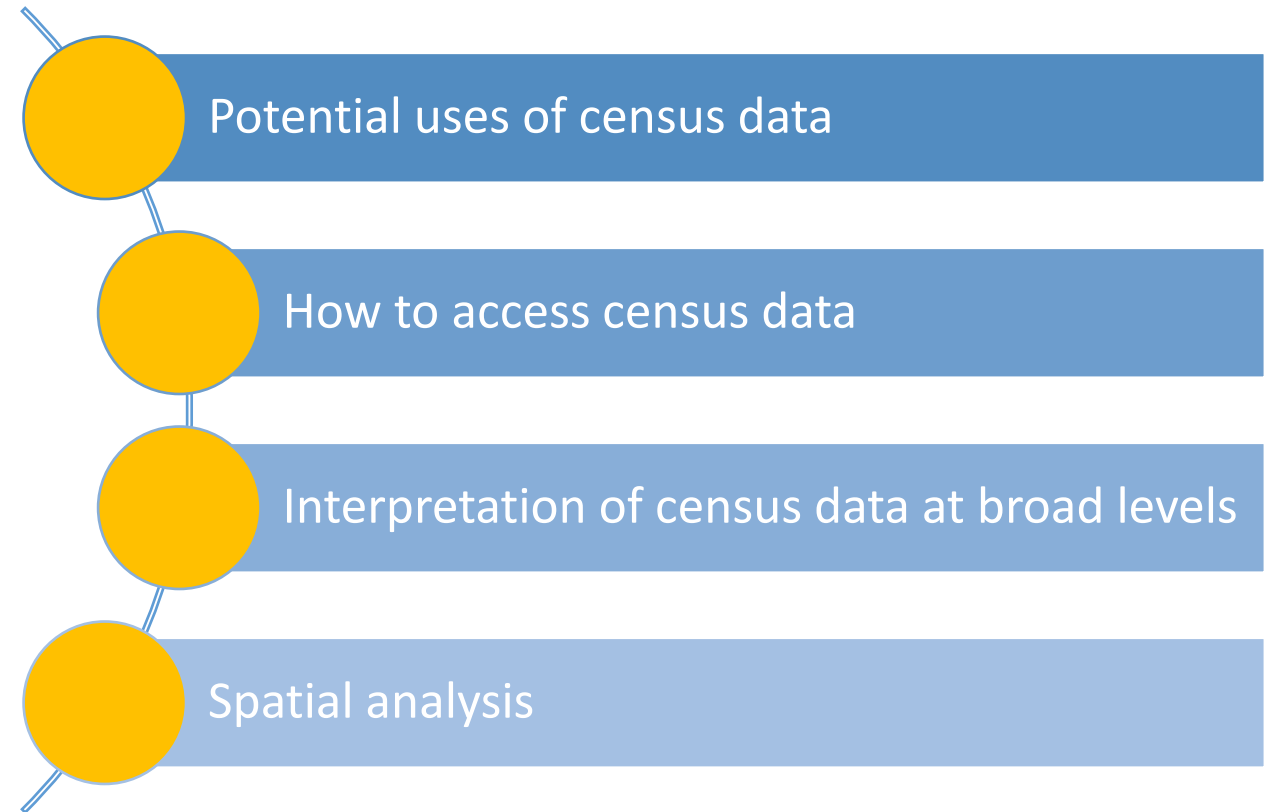 Potential uses of census data
How to access census data
Interpretation of census data at broad levels
Spatial analysis